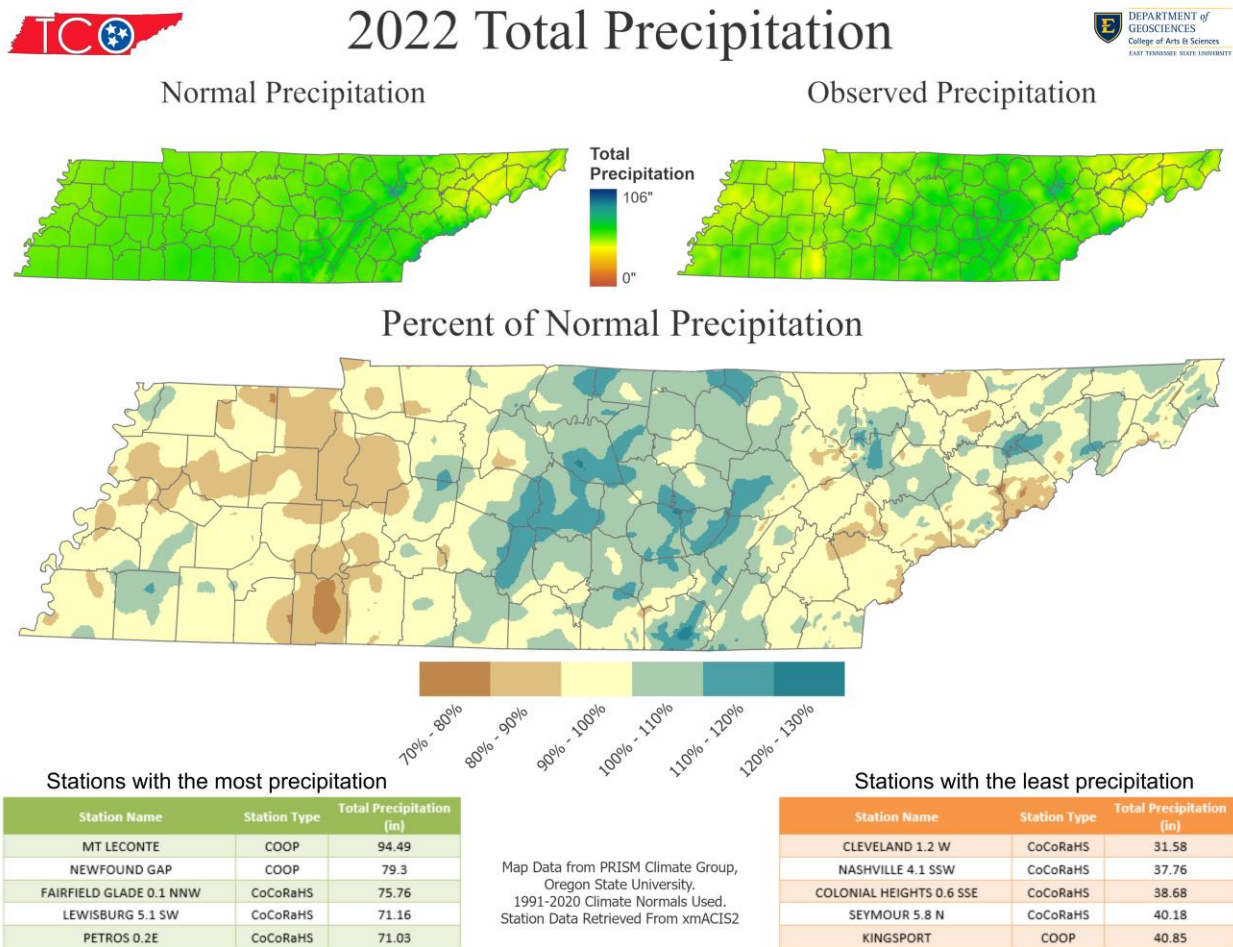 TCO
2022 Total Precipitation
E
DEPARTMENT of
GEOSCIENCES
College of Arts & Sciences
EAST TENNESSEE STATE UNIVERSITY
Normal Precipitation
Observed Precipitation
Total
Precipitation
106"
0"
Percent of Normal Precipitation
70% - 80%
80% - 90%
90% - 100%
100% - 110%
110% - 120%
120% - 130%
Stations with the most precipitation
Station Name Station Type Total Precipitation
(in)
MT LECONTE COOP 94.49
NEWFOUND GAP COOP 79.3
FAIRFIELD GLADE 0.1 NNW CoCoRaHS 75.76
LEWISBURG 5.1 SW CoCoRaHS 71.16
PETROS 0.2E CoCoRaHS 71.03
Map Data from PRISM Climate Group,
Oregon State University.
1991-2020 Climate Normals Used.
Station Data Retrieved From xmACIS2
Stations with the least precipitation
Station Name Station Type Total Precipitation
(in)
CLEVELAND 1.2 W CoCoRaHS 31.58
NASHVILLE 4.1 SSW CoCoRaHS 37.76
COLONIAL HEIGHTS 0.6 SSE CoCoRaHS 38.68
SEYMOUR 5.8 N CoCoRaHS 40.18
KINGSPORT COOP 40.85